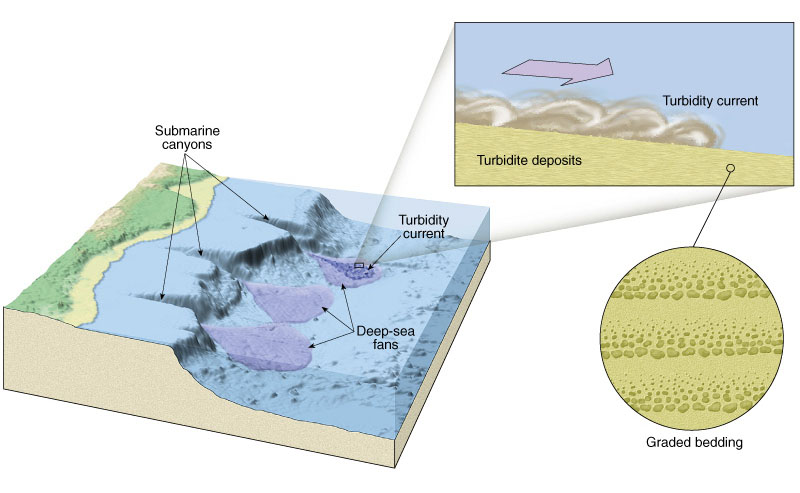 Submarine
canyons
Turbidity
current
Deep-sea
fans
Turbidity current
Turbidite deposits
Graded bedding